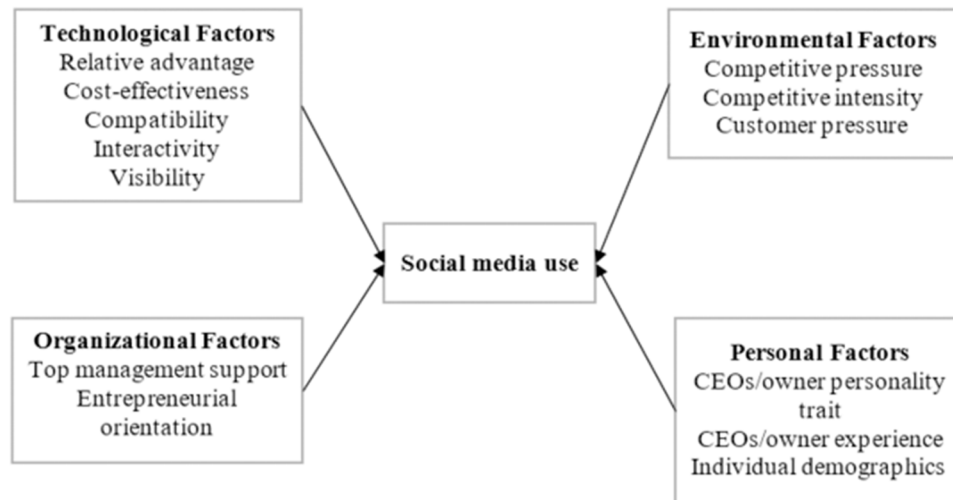 Technological Factors
Relative advantage
Cost-effectiveness
Compatibility
Interactivity
Visibility
Environmental Factors
Competitive pressure
Competitive intensity
Customer pressure
Social media use
Organizational Factors
Top management support
Entrepreneurial
orientation
Personal Factors
CEOs/owner personality
trait
CEOs/owner experience
Individual demographics